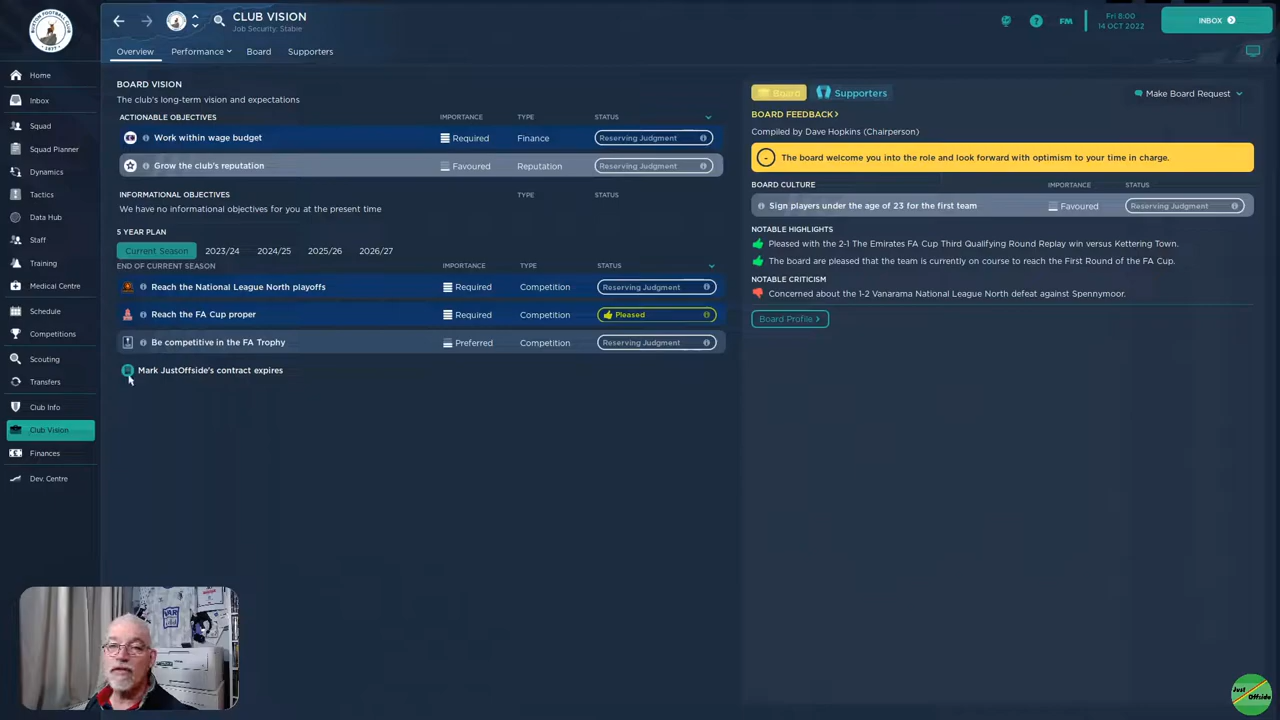 BUXTON FOOTBALL CLUB
1877
CLUB VISION
Job Security: Stable
FM
Fri 8:00
14 OCT 2022
INBOX
Overview
Performance
Board
Supporters
Home
Inbox
Squad
Squad Planner
Dynamics
Tactics
Data Hub
Staff
Training
Medical Centre
Schedule
Competitions
Scouting
Transfers
Club Info
Club Vision
Finances
Dev. Centre
BOARD VISION
The club's long-term vision and expectations
ACTIONABLE OBJECTIVES IMPORTANCE TYPE STATUS
Work within wage budget Required Finance Reserving Judgment
Grow the club's reputation Favoured Reputation Reserving Judgment
INFORMATIONAL OBJECTIVES TYPE STATUS
We have no informational objectives for you at the present time
5 YEAR PLAN
Current Season 2023/24 2024/25 2025/26 2026/27
END OF CURRENT SEASON IMPORTANCE TYPE STATUS
Reach the National League North playoffs Required Competition Reserving Judgment
Reach the FA Cup proper Required Competition Pleased
Be competitive in the FA Trophy Preferred Competition Reserving Judgment
Mark JustOffside's contract expires
Board Supporters Make Board Request
BOARD FEEDBACK>
Compiled by Dave Hopkins (Chairperson)
- The board welcome you into the role and look forward with optimism to your time in charge.
BOARD CULTURE IMPORTANCE STATUS
Sign players under the age of 23 for the first team Favoured Reserving Judgment
NOTABLE HIGHLIGHTS
Pleased with the 2-1 The Emirates FA Cup Third Qualifying Round Replay win versus Kettering Town.
The board are pleased that the team is currently on course to reach the First Round of the FA Cup.
NOTABLE CRITICISM
Concerned about the 1-2 Vanarama National League North defeat against Spennymoor.
Board Profile >
VAR
Just
Offside